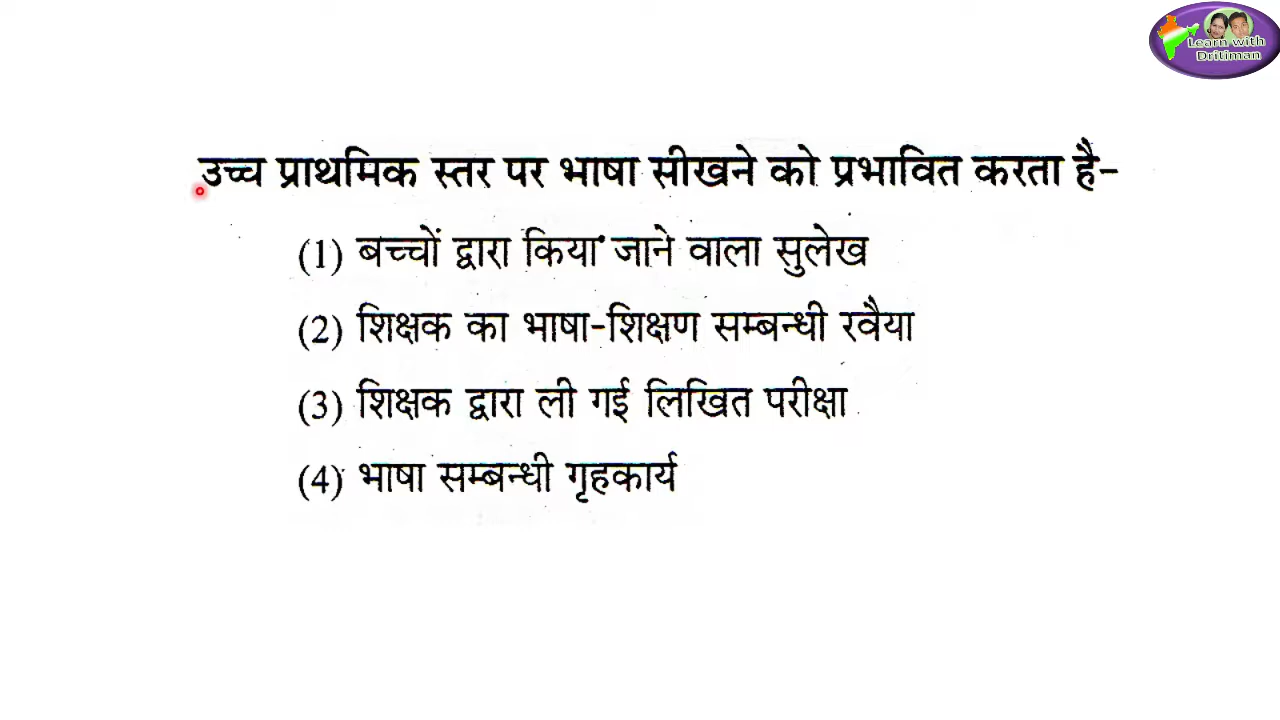 Learn with
Dritiman
उच्च प्राथमिक स्तर पर भाषा सीखने को प्रभावित करता है-
(1) बच्चों द्वारा किया जाने वाला सुलेख
(2) शिक्षक का भाषा-शिक्षण सम्बन्धी रवैया
(3) शिक्षक द्वारा ली गई लिखित परीक्षा
(4) भाषा सम्बन्धी गृहकार्य